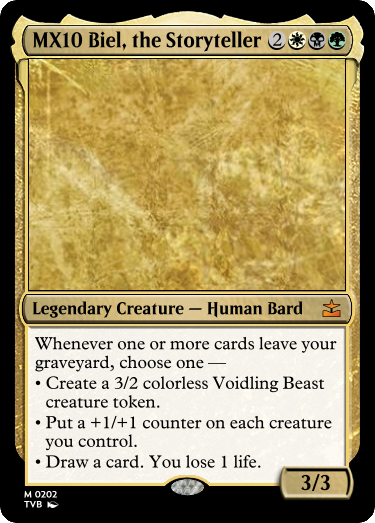 MX10 Biel, the Storyteller 2
Legendary Creature — Human Bard
Whenever one or more cards leave your
graveyard, choose one —
• Create a 3/2 colorless Voidling Beast
creature token.
• Put a +1/+1 counter on each creature
you control.
• Draw a card. You lose 1 life.
3/3
M 0202
TVB